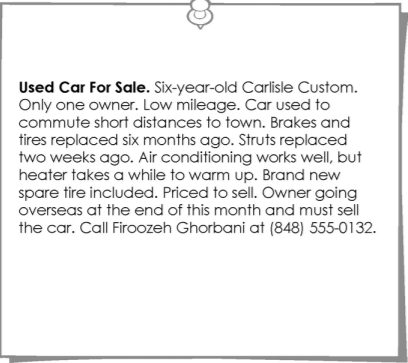 Used Car For Sale. Six-year-old Carlisle Custom.
Only one owner. Low mileage. Car used to
commute short distances to town. Brakes and
tires replaced six months ago. Struts replaced
two weeks ago. Air conditioning works well, but
heater takes a while to warm up. Brand new
spare tire included. Priced to sell. Owner going
overseas at the end of this month and must sell
the car. Call Firoozeh Ghorbani at (848) 555-0132.